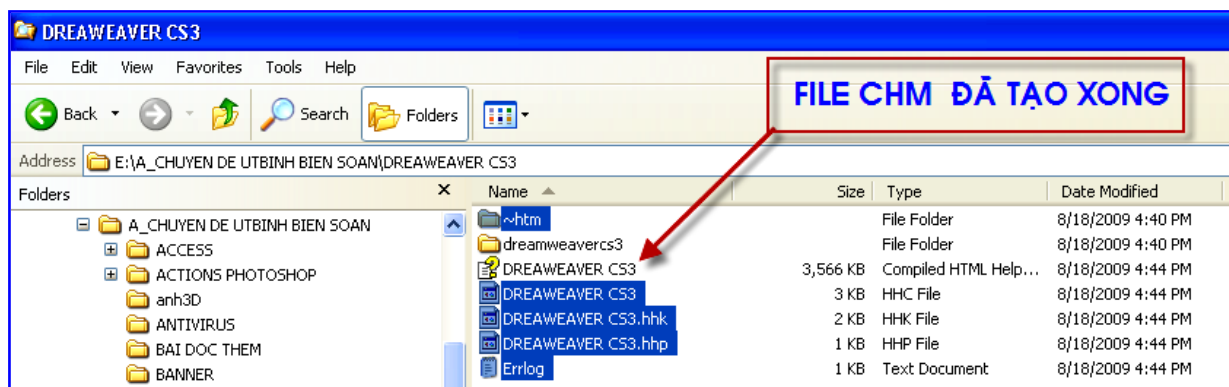 DREAWEAVER CS3
File Edit View Favorites Tools Help
FILE CHM ĐÃ TẠO XONG
Back Search Folders
Address E:\A_CHUYEN DE UTBINH BIEN SOAN\DREAWEAVER CS3
Folders x Name Size Type Date Modified
A_CHUYEN DE UTBINH BIEN SOAN ~htm File Folder 8/18/2009 4:40 PM
ACCESS dreamweavercs3 File Folder 8/18/2009 4:40 PM
ACTIONS PHOTOSHOP DREAWEAVER CS3 3,566 KB Compiled HTML Help... 8/18/2009 4:44 PM
anh3D DREAWEAVER CS3 3 KB HHC File 8/18/2009 4:44 PM
ANTIVIRUS DREAWEAVER CS3.hhk 2 KB HHK File 8/18/2009 4:44 PM
BAI DOC THEM DREAWEAVER CS3.hhp 1 KB HHP File 8/18/2009 4:44 PM
BANNER Errlog 1 KB Text Document 8/18/2009 4:44 PM